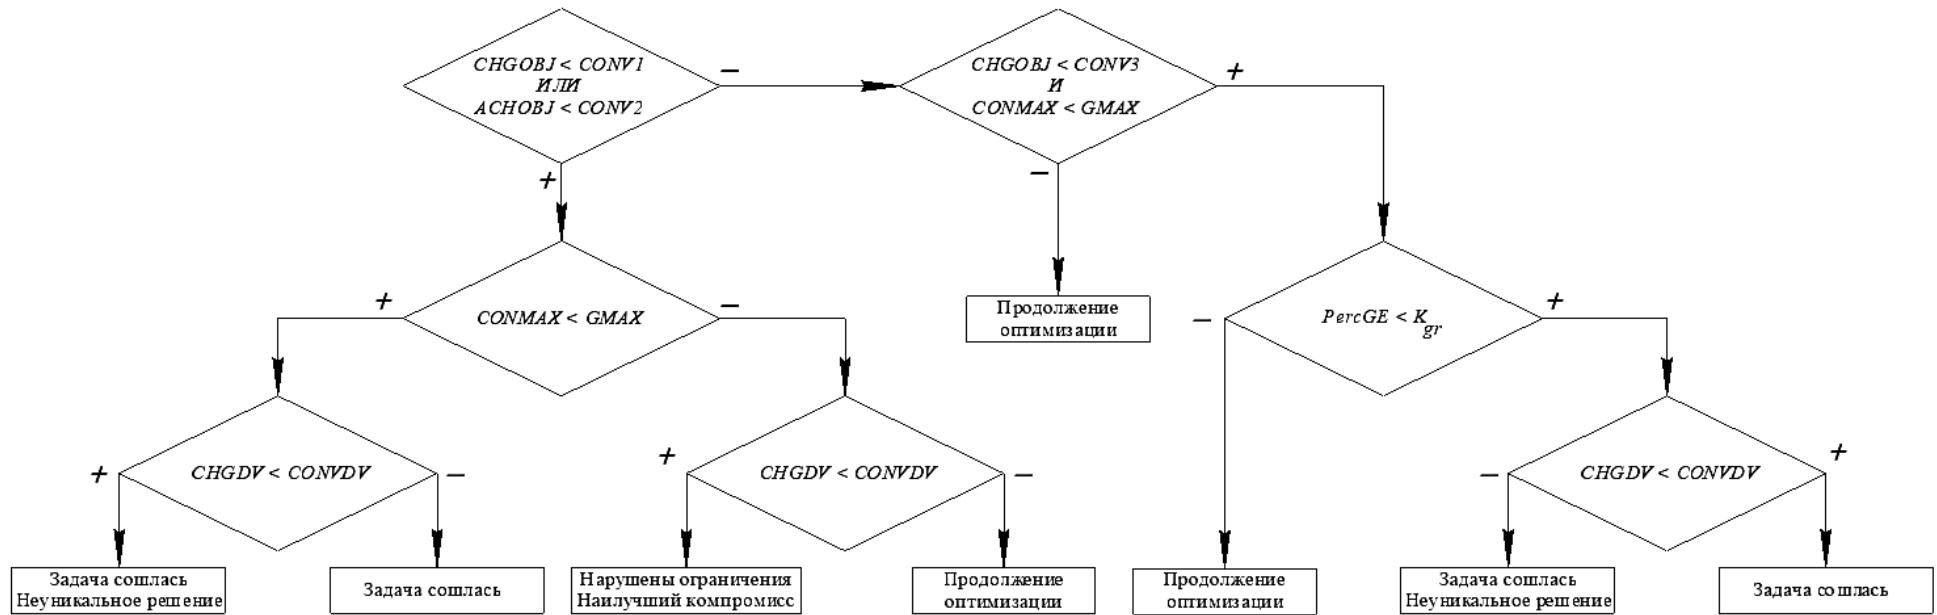 CHGOBJ < CONV1
ИЛИ
ACHOBJ < CONV2
−
+
CHGOBJ < CONV3
И
CONMAX < GMAX
+
−
CONMAX < GMAX
+
−
Продолжение
оптимизации
PercGE < Kgr
−
+
CHGDV < CONVDV
+
−
CHGDV < CONVDV
+
−
CHGDV < CONVDV
−
+
Задача сошлась
Неуникальное решение
Задача сошлась
Нарушены ограничения
Наилучший компромисс
Продолжение
оптимизации
Продолжение
оптимизации
Задача сошлась
Неуникальное решение
Задача сошлась